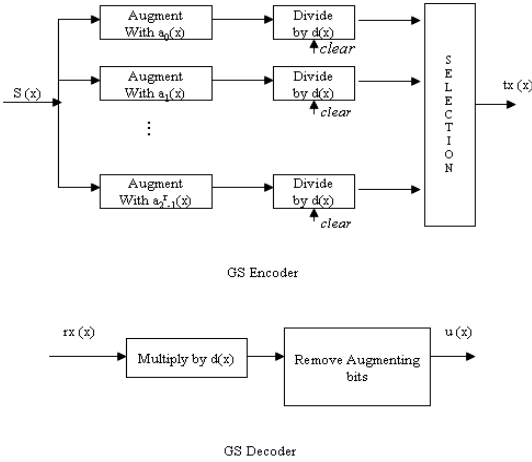 Augment
With a₀(x)
Divide
by d(x)
clear
S (x)
Augment
With a₁(x)
Divide
by d(x)
clear
...
SELECTION
tx (x)
Augment
With a₂ʳ₋₁(x)
Divide
by d(x)
clear
GS Encoder
rx (x)
Multiply by d(x)
Remove Augmenting
bits
u (x)
GS Decoder